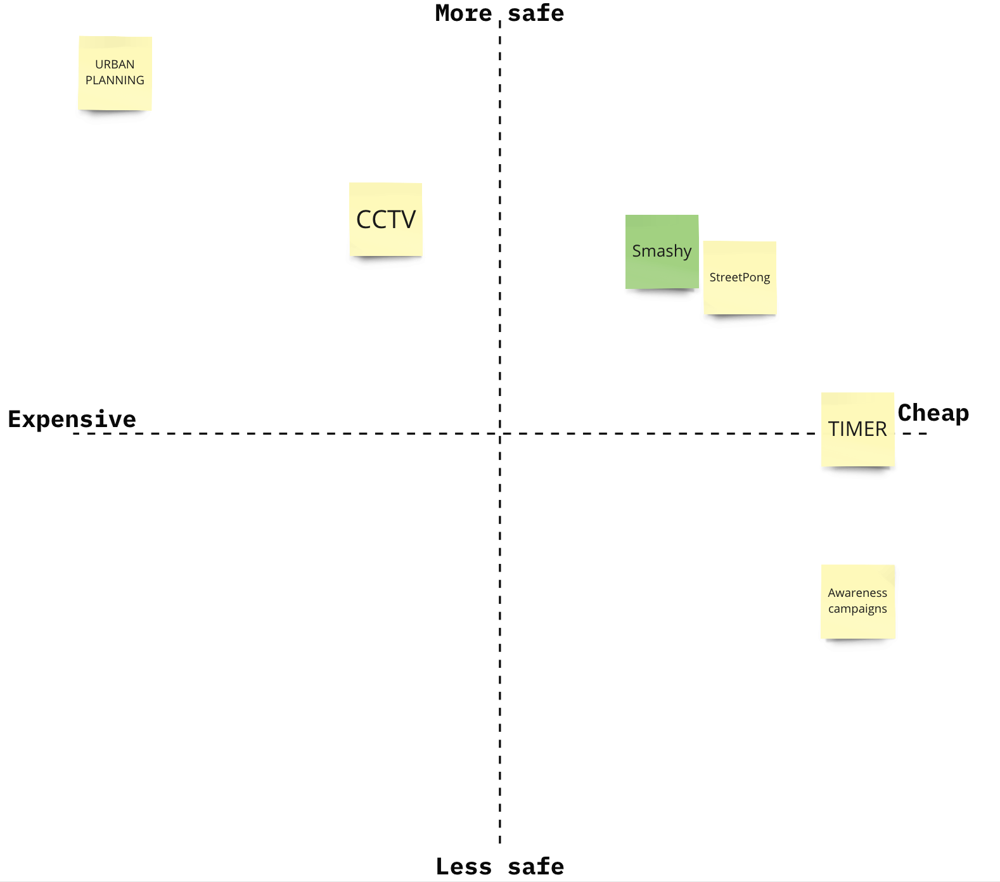 More safe
URBAN
PLANNING
CCTV
Smashy
StreetPong
Expensive
TIMER
Cheap
Awareness
campaigns
Less safe